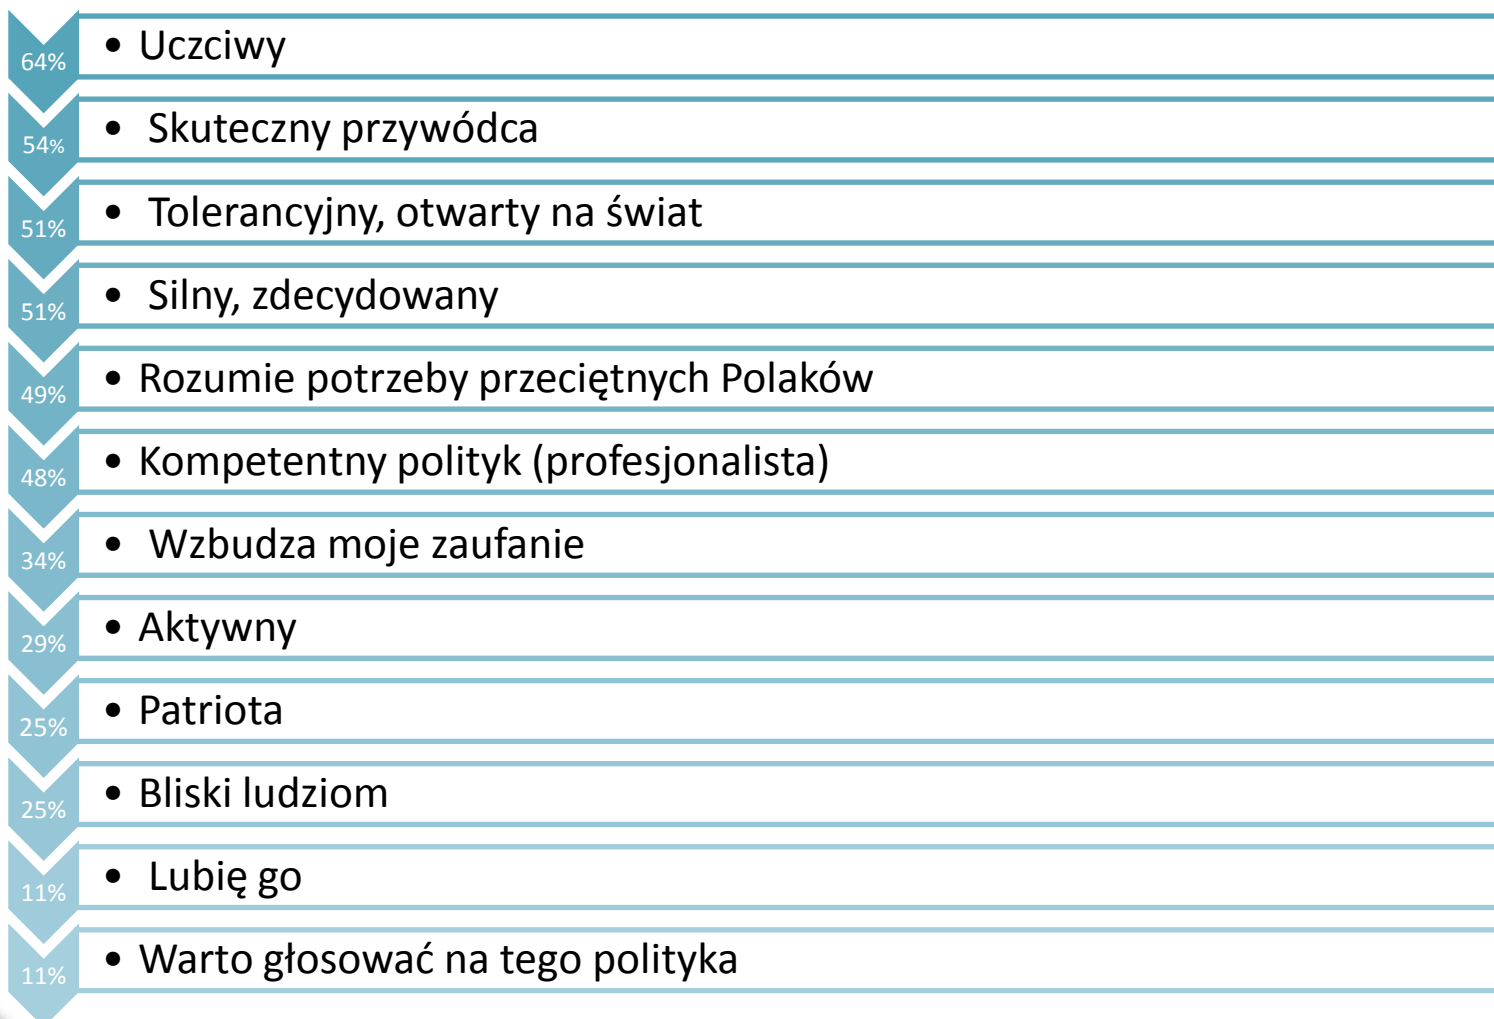 64% • Uczciwy
54% • Skuteczny przywódca
51% • Tolerancyjny, otwarty na świat
51% • Silny, zdecydowany
49% • Rozumie potrzeby przeciętnych Polaków
48% • Kompetentny polityk (profesjonalista)
34% • Wzbudza moje zaufanie
29% • Aktywny
25% • Patriota
25% • Bliski ludziom
11% • Lubię go
11% • Warto głosować na tego polityka